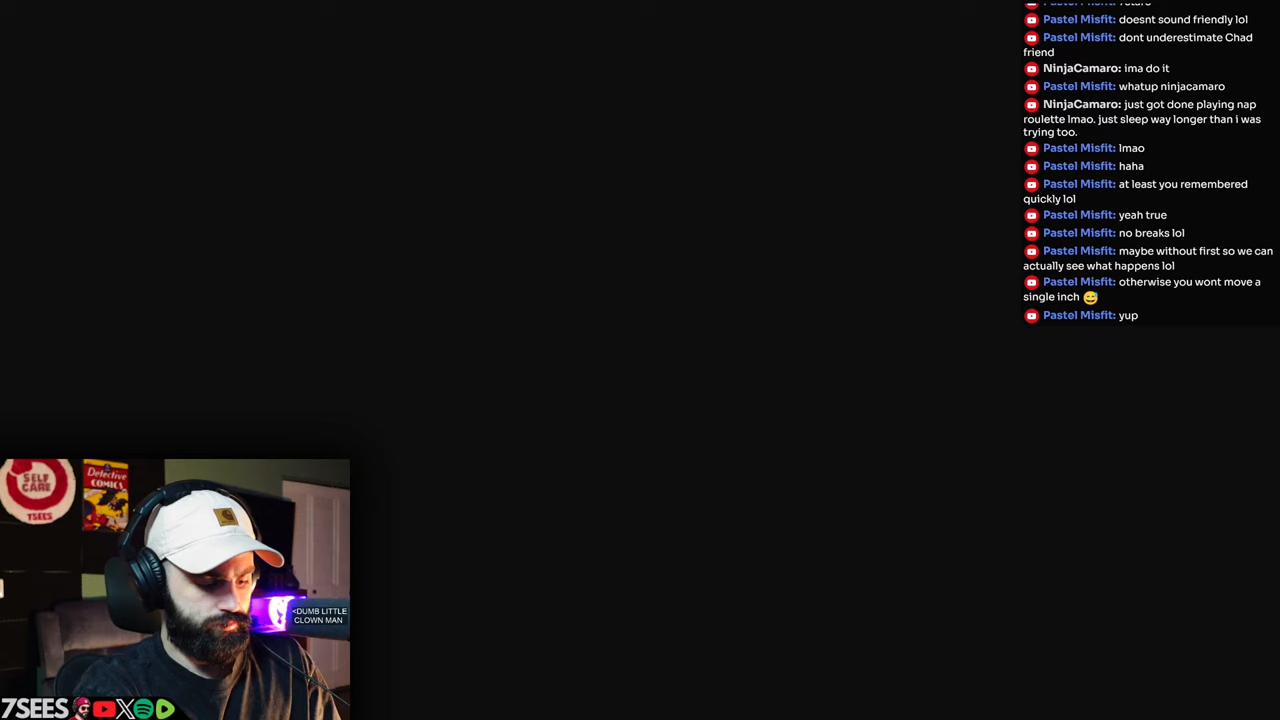 Pastel Misfit: doesnt sound friendly lol
Pastel Misfit: dont underestimate Chad
friend
NinjaCamaro: ima do it
Pastel Misfit: whatup ninjacamaro
NinjaCamaro: just got done playing nap
roulette lmao. just sleep way longer than i was
trying too.
Pastel Misfit: lmao
Pastel Misfit: haha
Pastel Misfit: at least you remembered
quickly lol
Pastel Misfit: yeah true
Pastel Misfit: no breaks lol
Pastel Misfit: maybe without first so we can
actually see what happens lol
Pastel Misfit: otherwise you wont move a
single inch 😅
Pastel Misfit: yup
SELF
CARE
7SEES
Detective
COMICS
<DUMB LITTLE
CLOWN MAN
7SEES